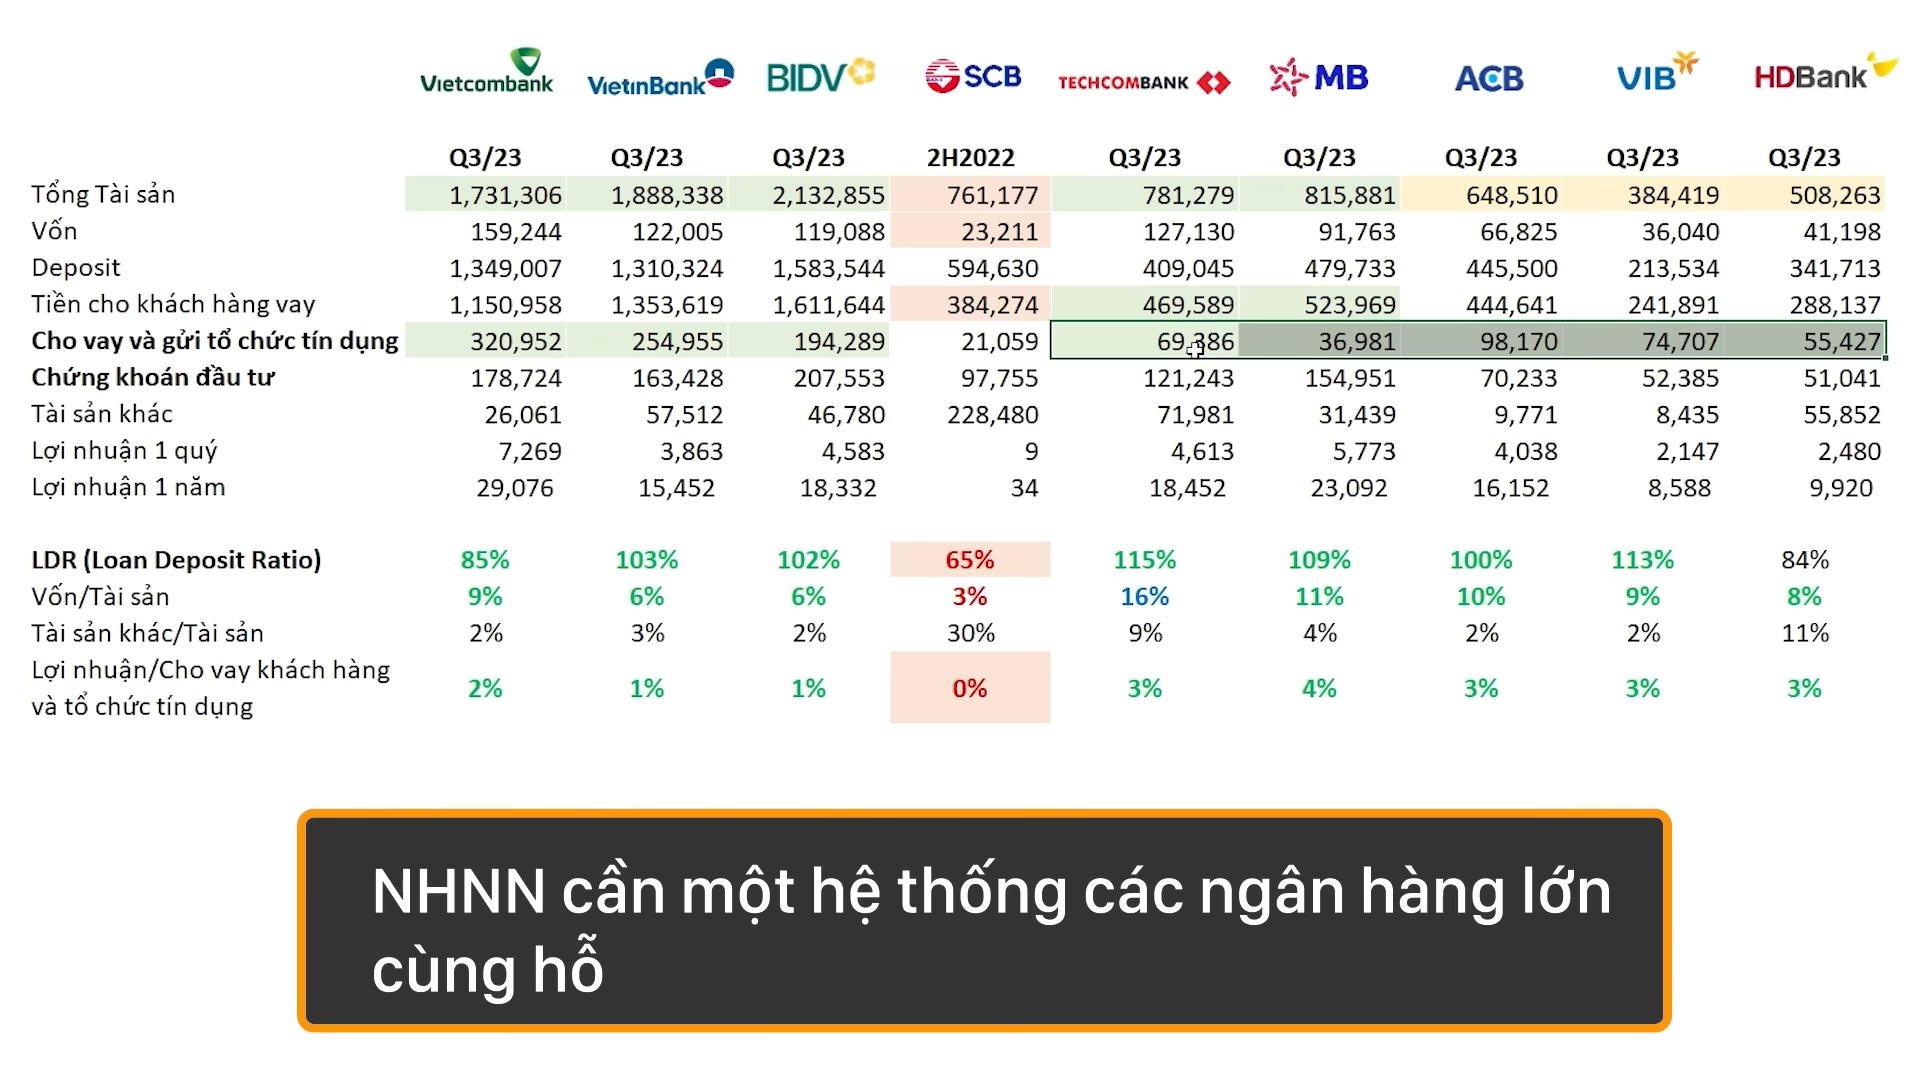 Vietcombank VietinBank BIDV SCB TECHCOMBANK MB ACB VIB HDBank
Q3/23 Q3/23 Q3/23 2H2022 Q3/23 Q3/23 Q3/23 Q3/23 Q3/23
Tổng Tài sản 1,731,306 1,888,338 2,132,855 761,177 781,279 815,881 648,510 384,419 508,263
Vốn 159,244 122,005 119,088 23,211 127,130 91,763 66,825 36,040 41,198
Deposit 1,349,007 1,310,324 1,583,544 594,630 409,045 479,733 445,500 213,534 341,713
Tiền cho khách hàng vay 1,150,958 1,353,619 1,611,644 384,274 469,589 523,969 444,641 241,891 288,137
Cho vay và gửi tổ chức tín dụng 320,952 254,955 194,289 21,059 69,386 36,981 98,170 74,707 55,427
Chứng khoán đầu tư 178,724 163,428 207,553 97,755 121,243 154,951 70,233 52,385 51,041
Tài sản khác 26,061 57,512 46,780 228,480 71,981 31,439 9,771 8,435 55,852
Lợi nhuận 1 quý 7,269 3,863 4,583 9 4,613 5,773 4,038 2,147 2,480
Lợi nhuận 1 năm 29,076 15,452 18,332 34 18,452 23,092 16,152 8,588 9,920
LDR (Loan Deposit Ratio) 85% 103% 102% 65% 115% 109% 100% 113% 84%
Vốn/Tài sản 9% 6% 6% 3% 16% 11% 10% 9% 8%
Tài sản khác/Tài sản 2% 3% 2% 30% 9% 4% 2% 2% 11%
Lợi nhuận/Cho vay khách hàng
và tổ chức tín dụng 2% 1% 1% 0% 3% 4% 3% 3% 3%
NHNN cần một hệ thống các ngân hàng lớn
cùng hỗ